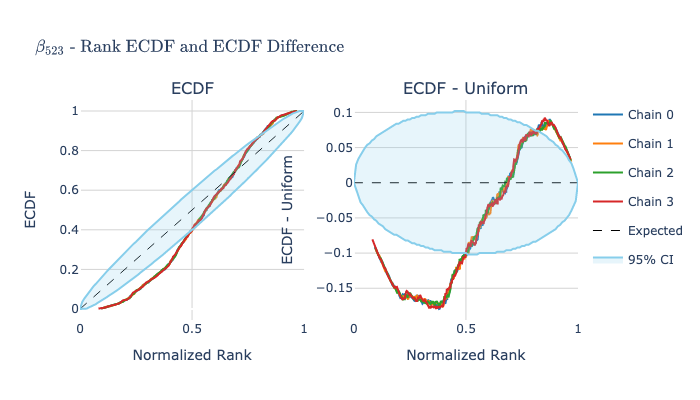 β₅₂₃ - Rank ECDF and ECDF Difference
ECDF
ECDF - Uniform
1
0.8
0.6
0.4
0.2
0
ECDF
0
0.5
1
Normalized Rank
0.1
0.05
0
−0.05
−0.1
−0.15
ECDF - Uniform
0
0.5
1
Normalized Rank
Chain 0
Chain 1
Chain 2
Chain 3
Expected
95% CI